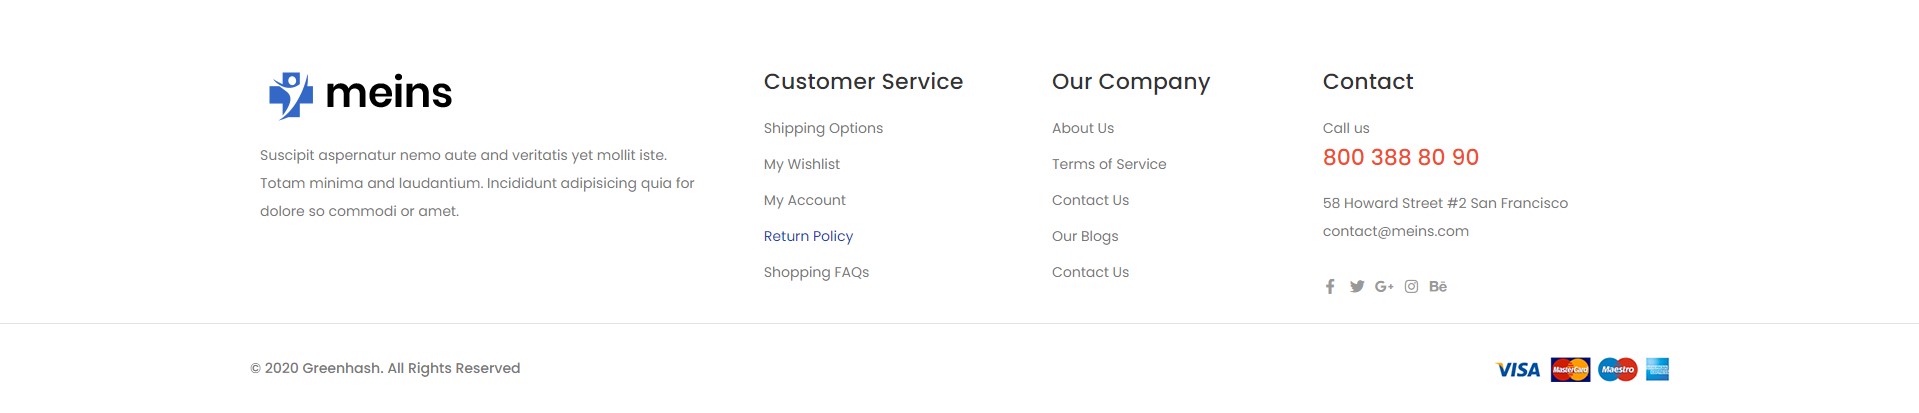 meins
Suscipit aspernatur nemo aute and veritatis yet mollit iste.
Totam minima and laudantium. Incididunt adipisicing quia for
dolore so commodi or amet.
Customer Service
Shipping Options
My Wishlist
My Account
Return Policy
Shopping FAQs
Our Company
About Us
Terms of Service
Contact Us
Our Blogs
Contact Us
Contact
Call us
800 388 80 90
58 Howard Street #2 San Francisco
contact@meins.com
G+
Bē
© 2020 Greenhash. All Rights Reserved
VISA
MasterCard
Maestro